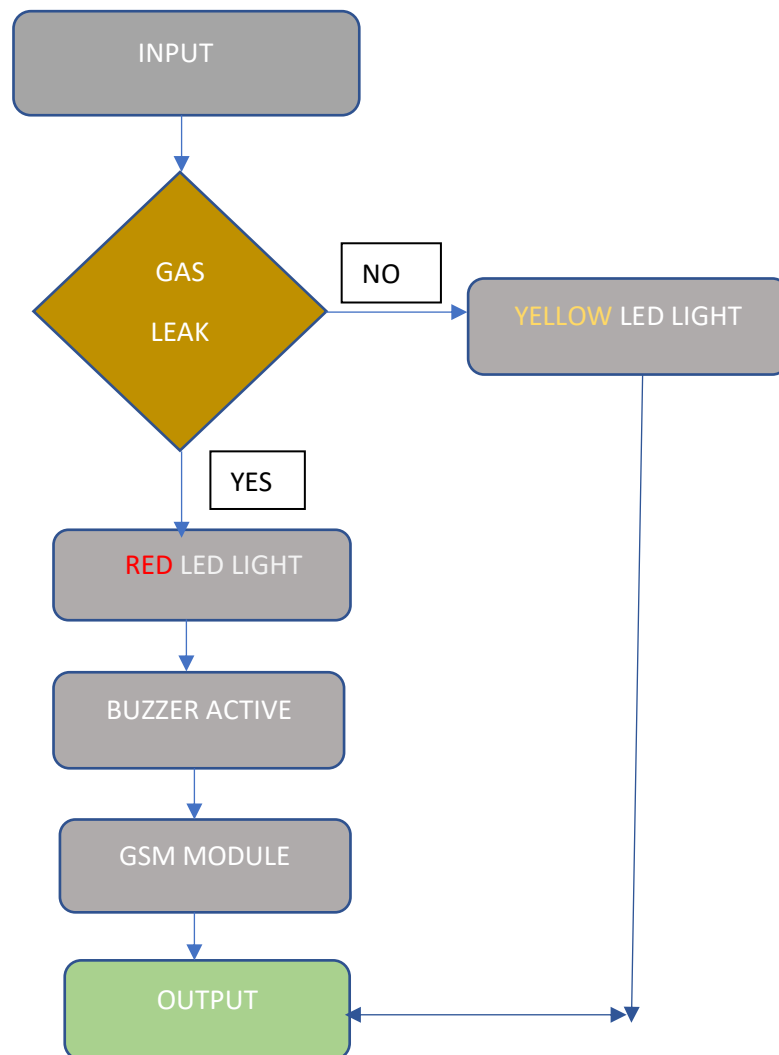 INPUT
GAS
LEAK
NO
YELLOW LED LIGHT
YES
RED LED LIGHT
BUZZER ACTIVE
GSM MODULE
OUTPUT